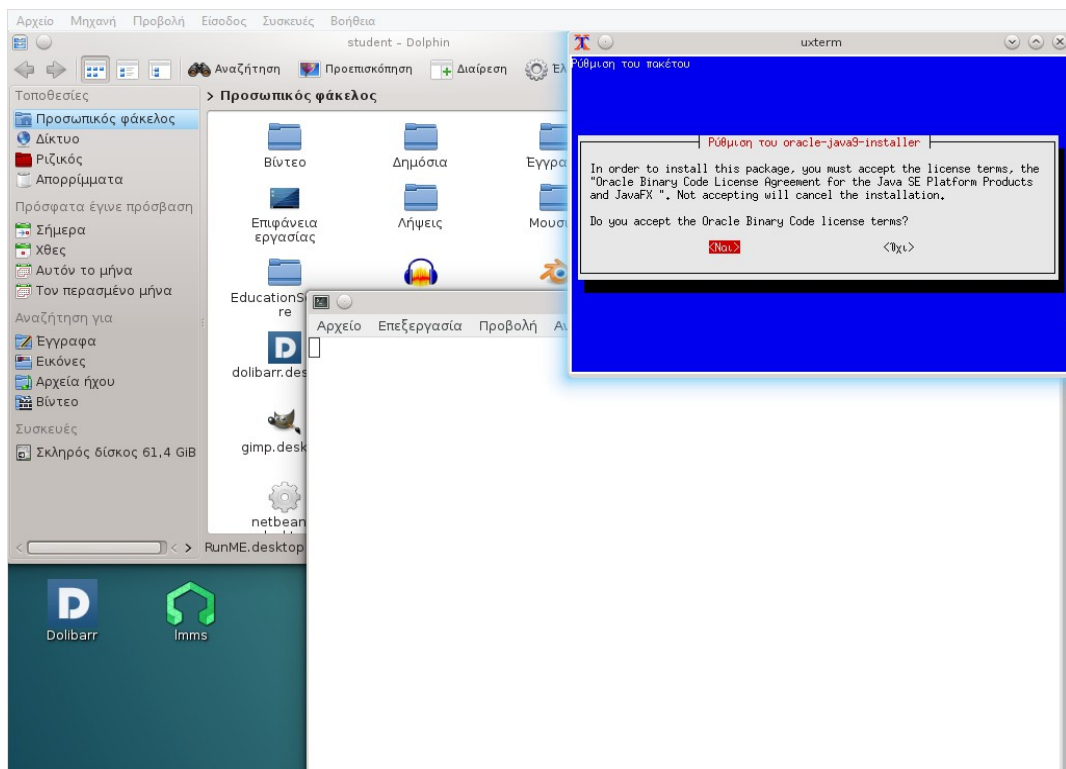 Αρχείο Μηχανή Προβολή Είσοδος Συσκευές Βοήθεια
student – Dolphin
Αναζήτηση Προεπισκόπηση Διαίρεση
Τοποθεσίες
Προσωπικός φάκελος
Δίκτυο
Ριζικός
Απορρίμματα
Πρόσφατα έγινε πρόσβαση
Σήμερα
Χθες
Αυτόν το μήνα
Τον περασμένο μήνα
Αναζήτηση για
Έγγραφα
Εικόνες
Αρχεία ήχου
Βίντεο
Συσκευές
Σκληρός δίσκος 61,4 GiB
> Προσωπικός φάκελος
Βίντεο
Δημόσια
Έγγρα
Επιφάνεια
εργασίας
Λήψεις
Μουσι
EducationS
re
dolibarr.des
gimp.desk
netbean
RunME.desktop
Αρχείο Επεξεργασία Προβολή
uxterm
Ρύθμιση του πακέτου
Ρύθμιση του oracle-java9-installer
In order to install this package, you must accept the license terms, the
"Oracle Binary Code License Agreement for the Java SE Platform Products
and JavaFX ". Not accepting will cancel the installation.
Do you accept the Oracle Binary Code license terms?
<Ναι>
<Όχι>
Dolibarr
lmms